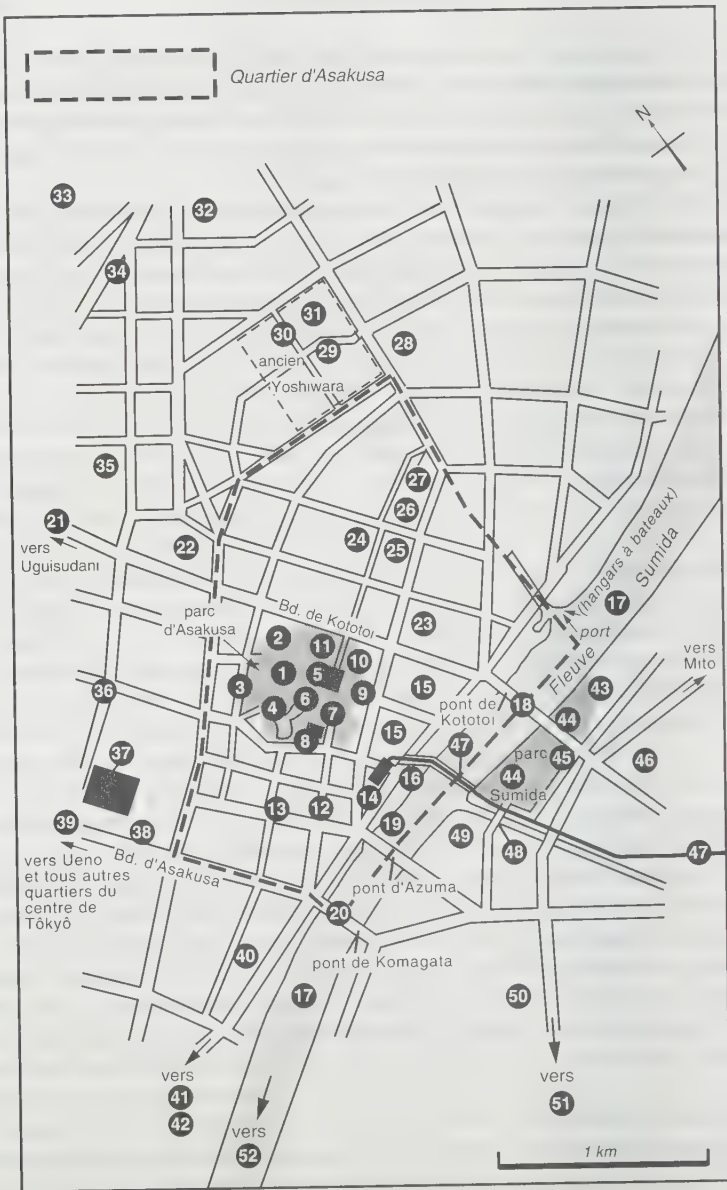 Quartier d'Asakusa
N
33
32
34
31
30
28
29
ancien
Yoshiwara
35
27
26
21
24
25
22
vers
Uguisudani
(hangars à bateaux)
Sumida
17
port
Fleuve
parc
d'Asakusa
Bd. de Kototoi
23
2
11
10
1
5
3
6
9
15
4
7
8
15
pont de
Kototoi
18
vers
Mito
43
44
47
parc
45
46
44
Sumida
36
37
14
16
13
12
19
49
48
47
39
38
vers Ueno
et tous autres
quartiers du
centre de
Tôkyô
Bd. d'Asakusa
pont d'Azuma
20
40
pont de Komagata
17
50
vers
41
42
vers
51
vers
52
1 km